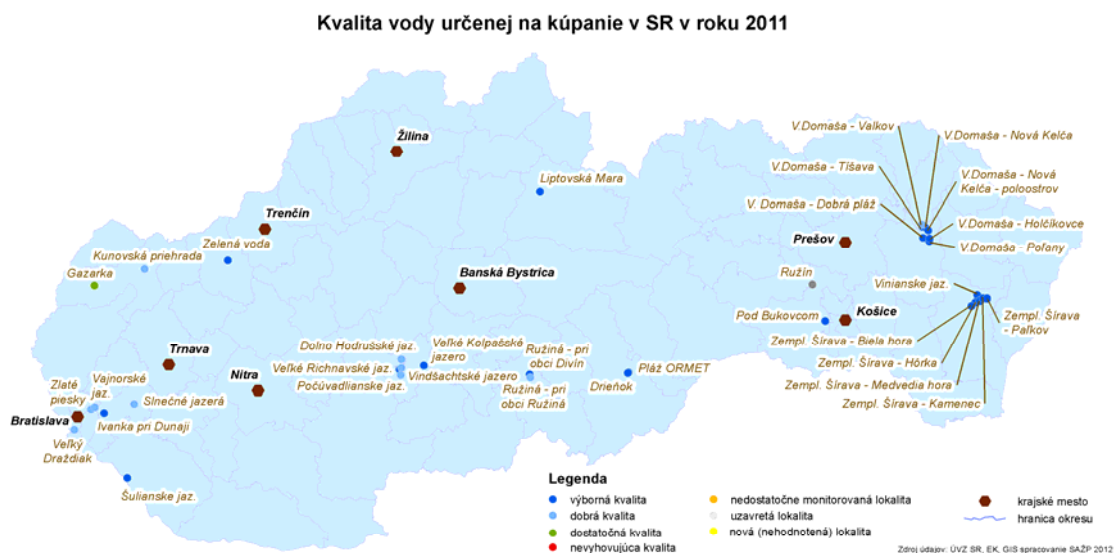 Kvalita vody určenej na kúpanie v SR v roku 2011
Žilina
Liptovská Mara
Trenčín
Zelená voda
Kunovská priehrada
Gazarka
Banská Bystrica
V.Domaša - Valkov
V.Domaša - Nová Kelča
V.Domaša - Tíšava
V.Domaša - Nová
Kelča - poloostrov
V. Domaša - Dobrá pláž
V.Domaša - Holčíkovce
Prešov
V.Domaša - Poľany
Ružín
Vinianske jaz.
Pod Bukovcom
Košice
Zempl. Šírava
- Paľkov
Zempl. Šírava - Biela hora
Zempl. Šírava - Hôrka
Zempl. Šírava - Medvedia hora
Zempl. Šírava - Kamenec
Dolno Hodrušské jaz.
Veľké Kolpašské
jazero
Ružiná - pri
obci Divín
Trnava
Nitra
Veľké Richnavské jaz.
Vindšachtské jazero
Počúvadlianske jaz.
Ružiná - pri
obci Ružiná
Drieňok
Pláž ORMET
Zlaté
piesky
Vajnorské
jaz.
Slnečné jazerá
Bratislava
Ivanka pri Dunaji
Veľký
Draždiak
Šulianske jaz.
Legenda
výborná kvalita
dobrá kvalita
dostatočná kvalita
nevyhovujúca kvalita
nedostatočne monitorovaná lokalita
uzavretá lokalita
nová (nehodnotená) lokalita
krajské mesto
hranica okresu
Zdroj údajov: ÚVZ SR, EK, GIS spracovanie SAŽP 2012